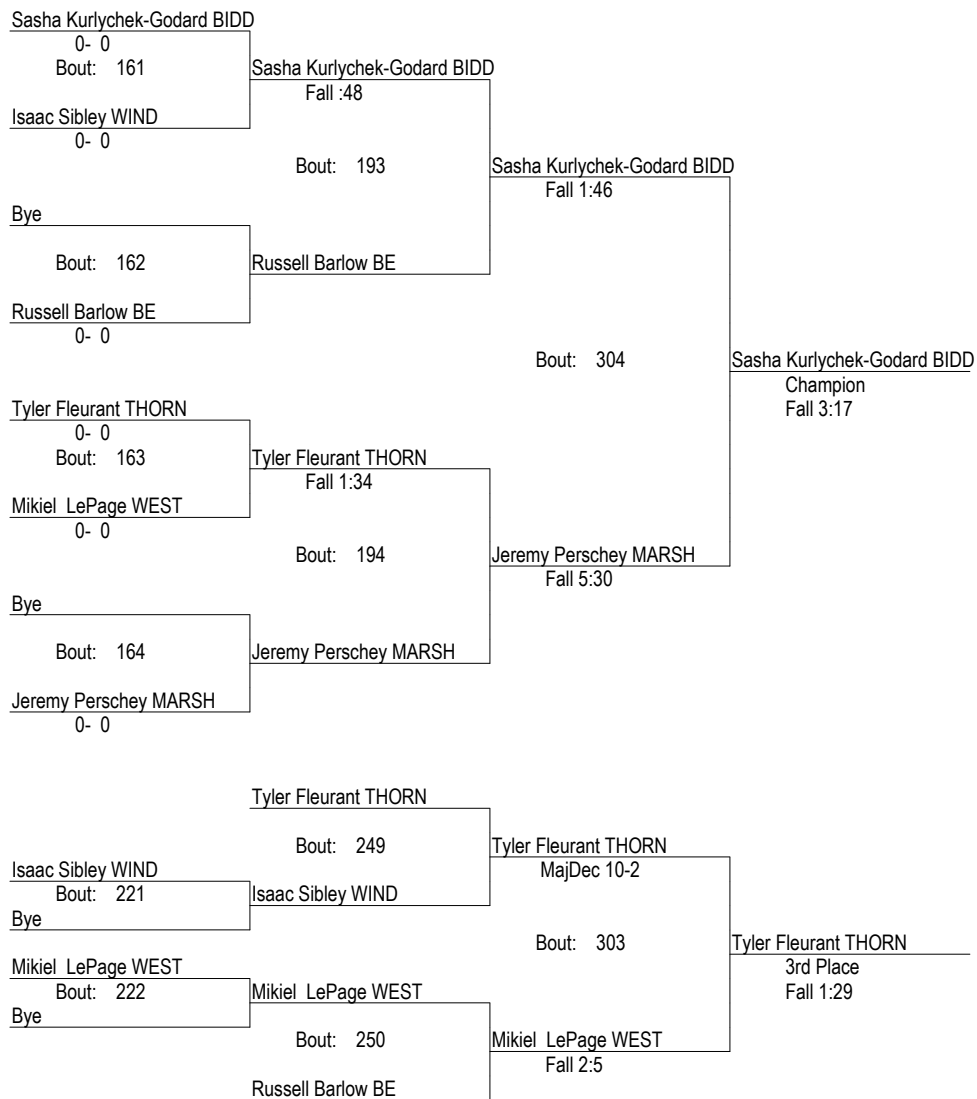 Sasha Kurlychek-Godard BIDD
0- 0
Bout: 161
Sasha Kurlychek-Godard BIDD
Fall :48
Isaac Sibley WIND
0- 0
Bout: 193
Sasha Kurlychek-Godard BIDD
Fall 1:46
Bye
Bout: 162
Russell Barlow BE
Russell Barlow BE
0- 0
Bout: 304
Sasha Kurlychek-Godard BIDD
Champion
Fall 3:17
Tyler Fleurant THORN
0- 0
Bout: 163
Tyler Fleurant THORN
Fall 1:34
Mikiel LePage WEST
0- 0
Bout: 194
Jeremy Perschey MARSH
Fall 5:30
Bye
Bout: 164
Jeremy Perschey MARSH
Jeremy Perschey MARSH
0- 0
Tyler Fleurant THORN
Bout: 249
Tyler Fleurant THORN
MajDec 10-2
Isaac Sibley WIND
Bout: 221
Isaac Sibley WIND
Bye
Bout: 303
Tyler Fleurant THORN
3rd Place
Fall 1:29
Mikiel LePage WEST
Bout: 222
Mikiel LePage WEST
Bye
Bout: 250
Mikiel LePage WEST
Fall 2:5
Russell Barlow BE